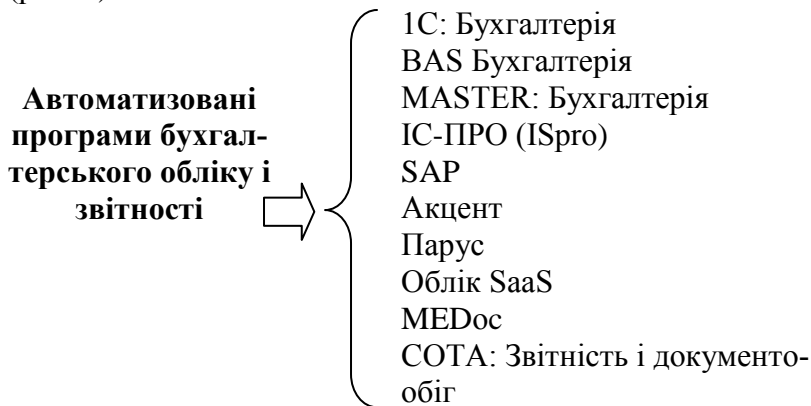 1С: Бухгалтерія
BAS Бухгалтерія
MASTER: Бухгалтерія
ІС-ПРО (ISpro)
SAP
Акцент
Парус
Облік SaaS
MEDoc
СОТА: Звітність і документо-
обіг
Автоматизовані
програми бухгал-
терського обліку і
звітності